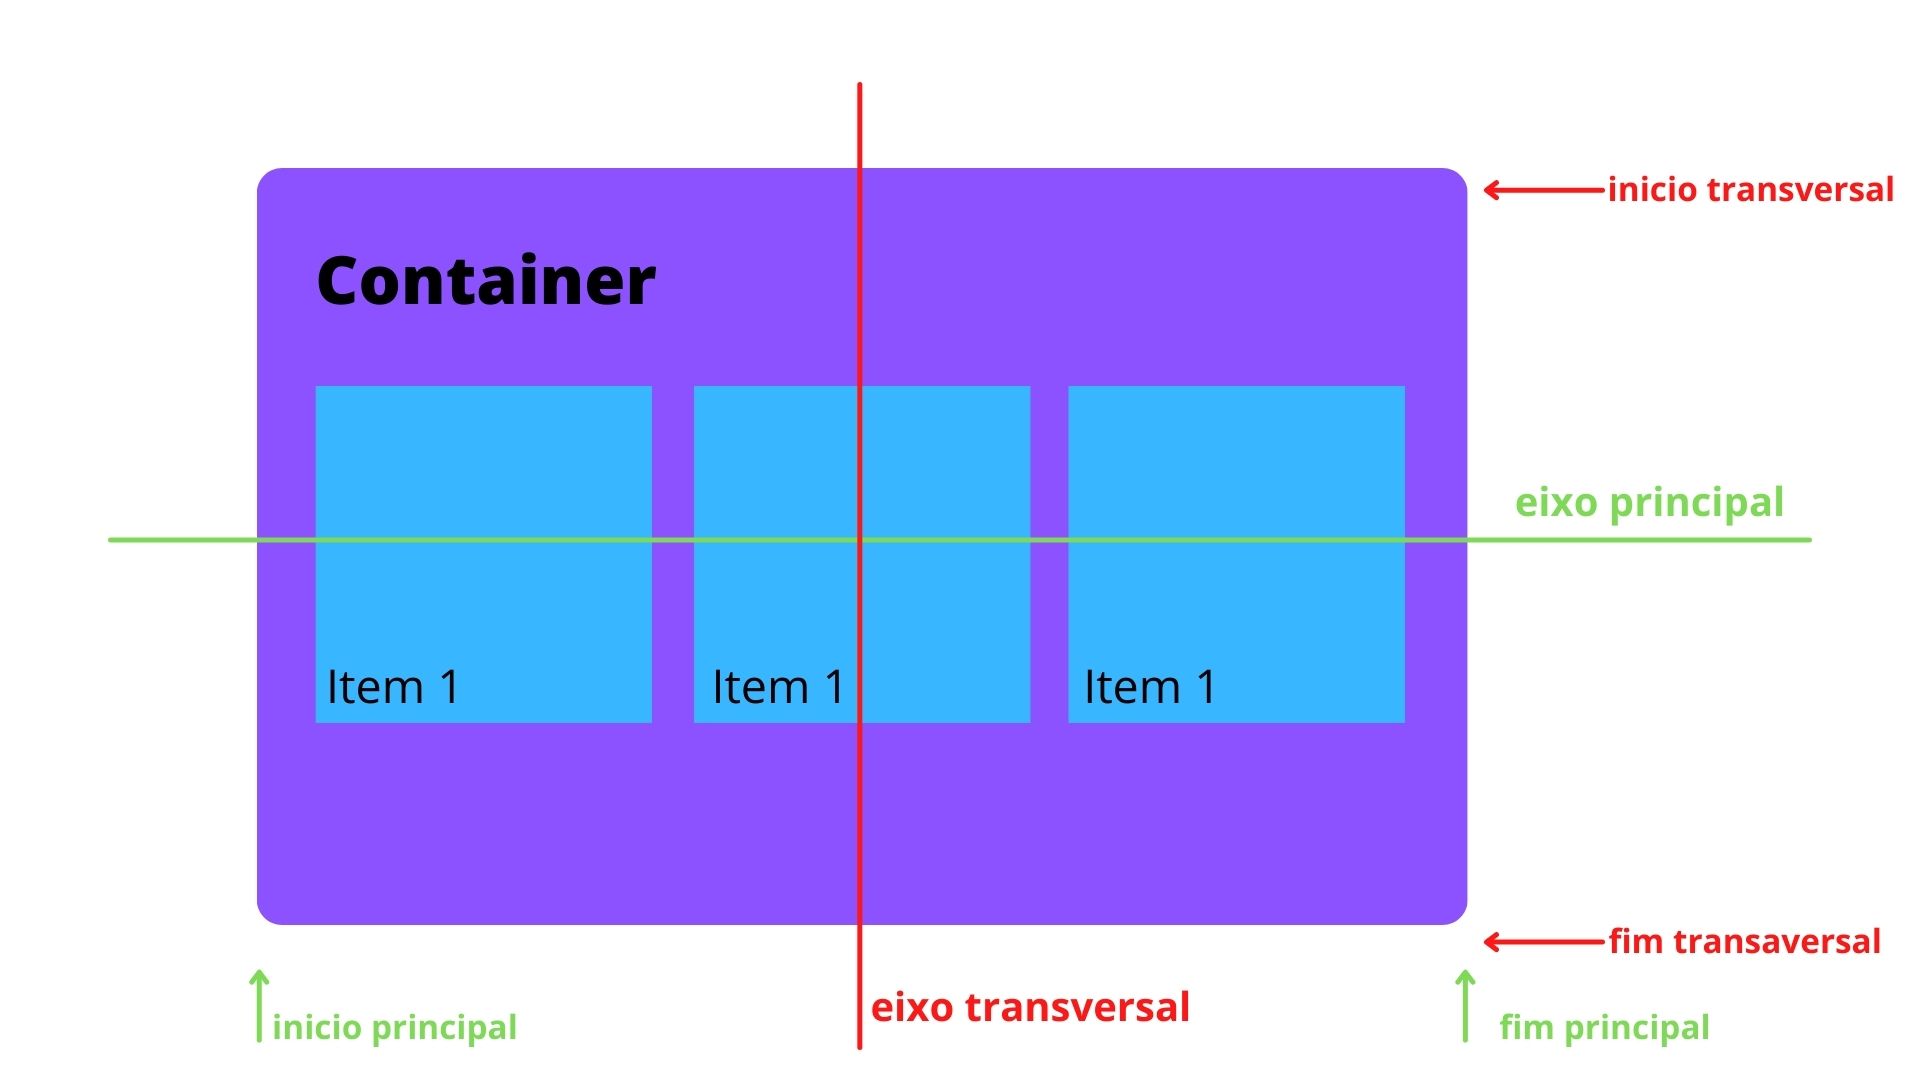 inicio transversal
Container
eixo principal
Item 1
Item 1
Item 1
fim transaversal
eixo transversal
inicio principal
fim principal